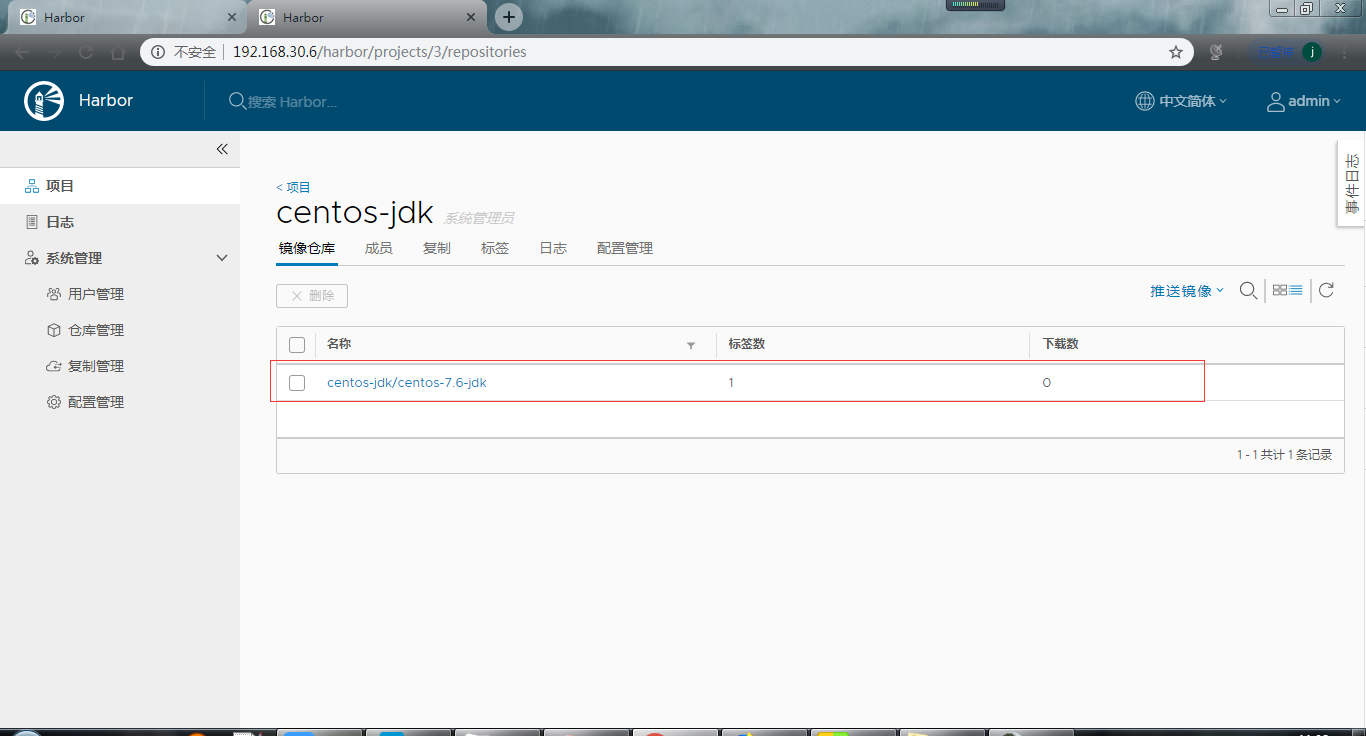 Harbor
Harbor
不安全 192.168.30.6/harbor/projects/3/repositories
j
Harbor
搜索 Harbor...
中文简体
admin
事件日志
项目
日志
系统管理
用户管理
仓库管理
复制管理
配置管理
< 项目
centos-jdk 系统管理员
镜像仓库 成员 复制 标签 日志 配置管理
删除
推送镜像
名称 标签数 下载数
centos-jdk/centos-7.6-jdk 1 0
1 - 1 共计 1 条记录